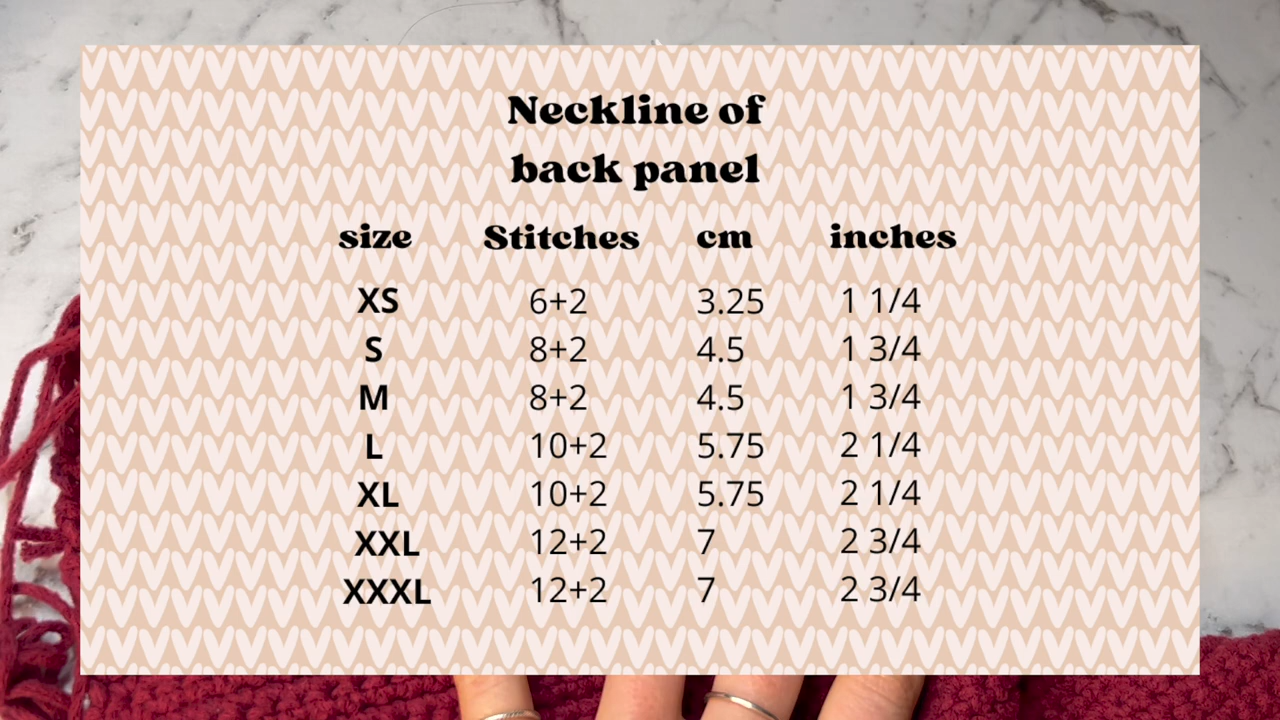 Neckline of
back panel
size Stitches cm inches
XS 6+2 3.25 1 1/4
S 8+2 4.5 1 3/4
M 8+2 4.5 1 3/4
L 10+2 5.75 2 1/4
XL 10+2 5.75 2 1/4
XXL 12+2 7 2 3/4
XXXL 12+2 7 2 3/4